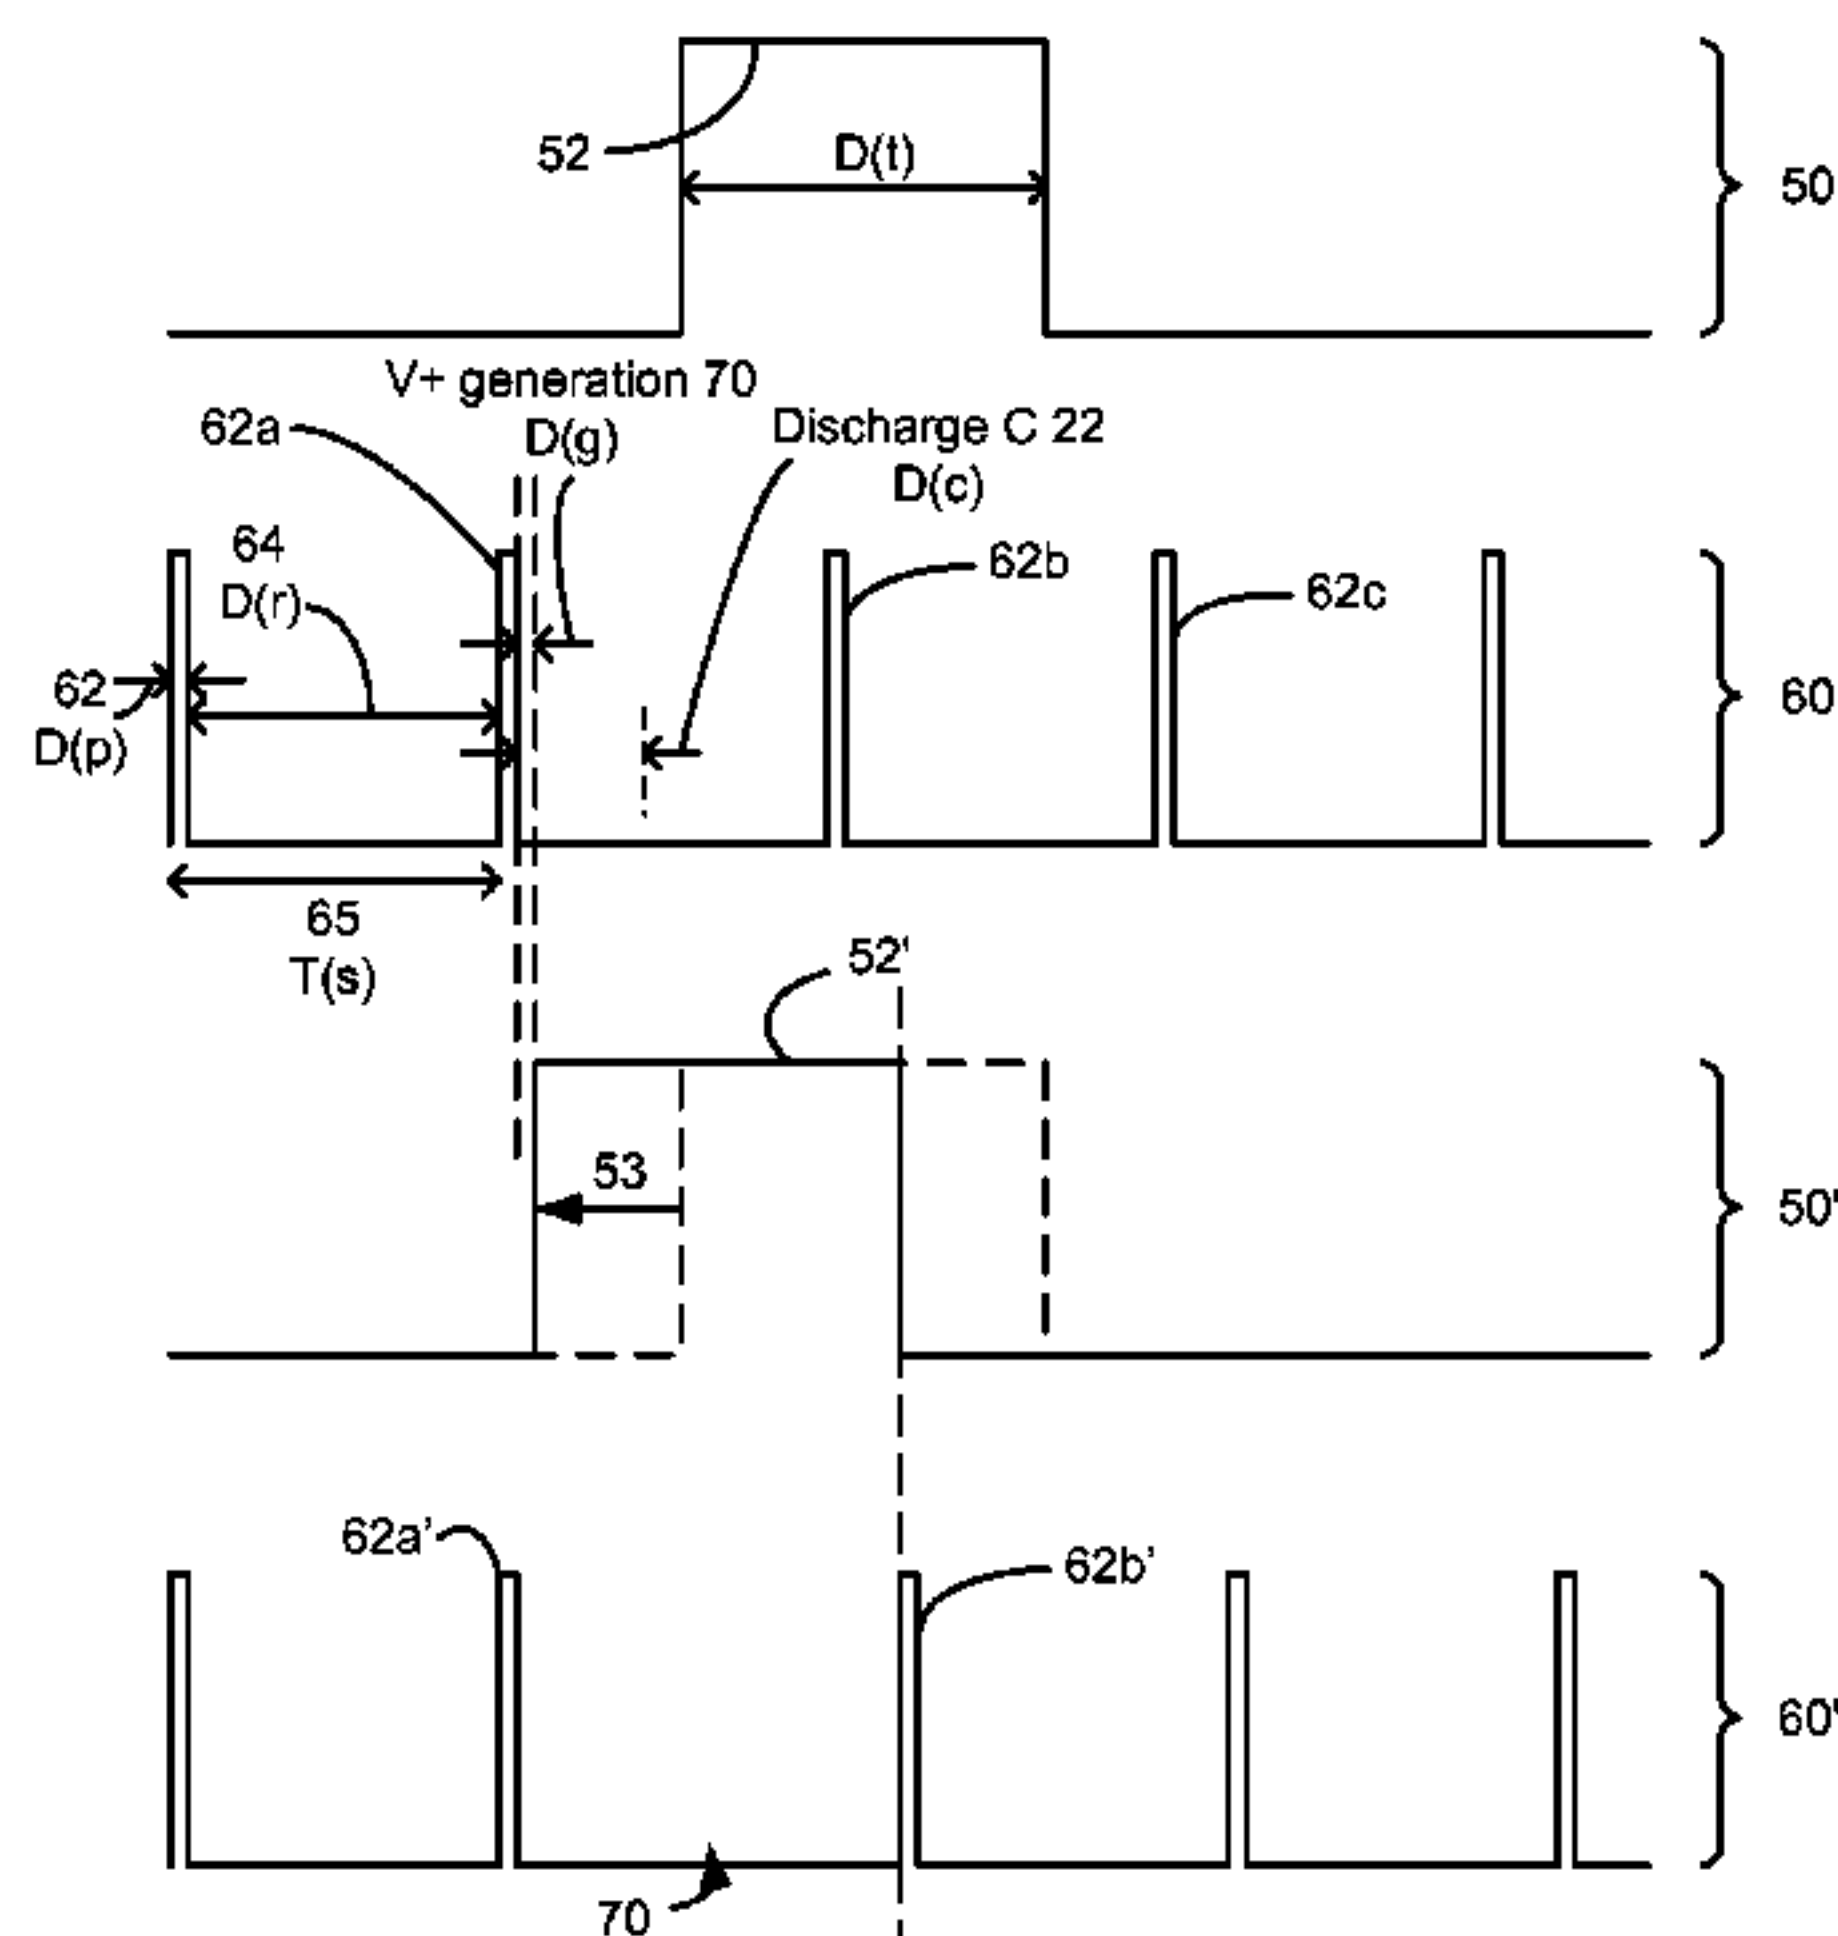 52
D(t)
50
V+ generation 70
D(g)
62a
Discharge C 22
D(c)
64
D(r)
62b
62c
62
D(p)
60
65
T(s)
52'
53
50'
62a’
62b’
60'
70